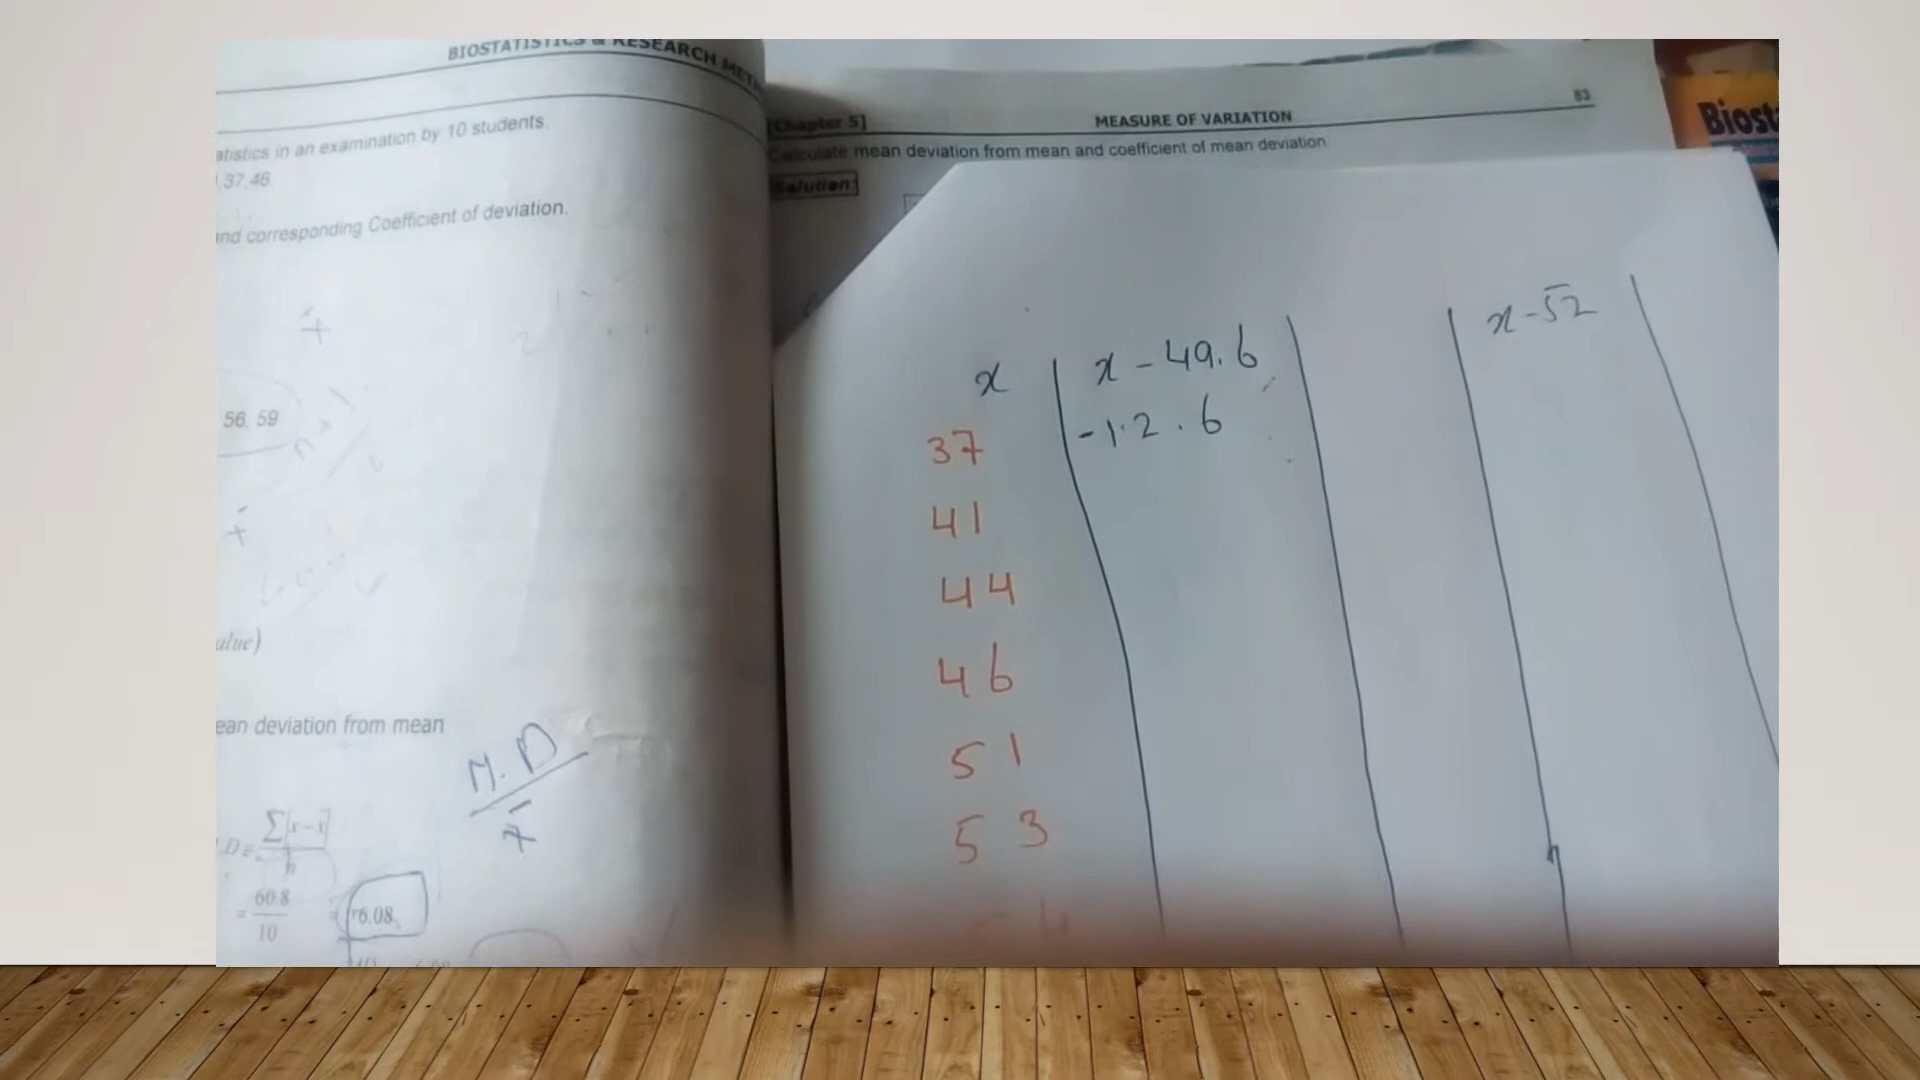 BIOSTATISTICS & RESEARCH
atistics in an examination by 10 students.
37,46
and corresponding Coefficient of deviation.
56, 59
alue)
ean deviation from mean
M.D
x̄
D = Σ|x-x̄|
n
= 60.8
10
= 6.08
[Chapter 5]
MEASURE OF VARIATION
83
Calculate mean deviation from mean and coefficient of mean deviation
Solution:
Biost
x
x - 49.6
x - 52
37
-12.6
41
44
46
51
53